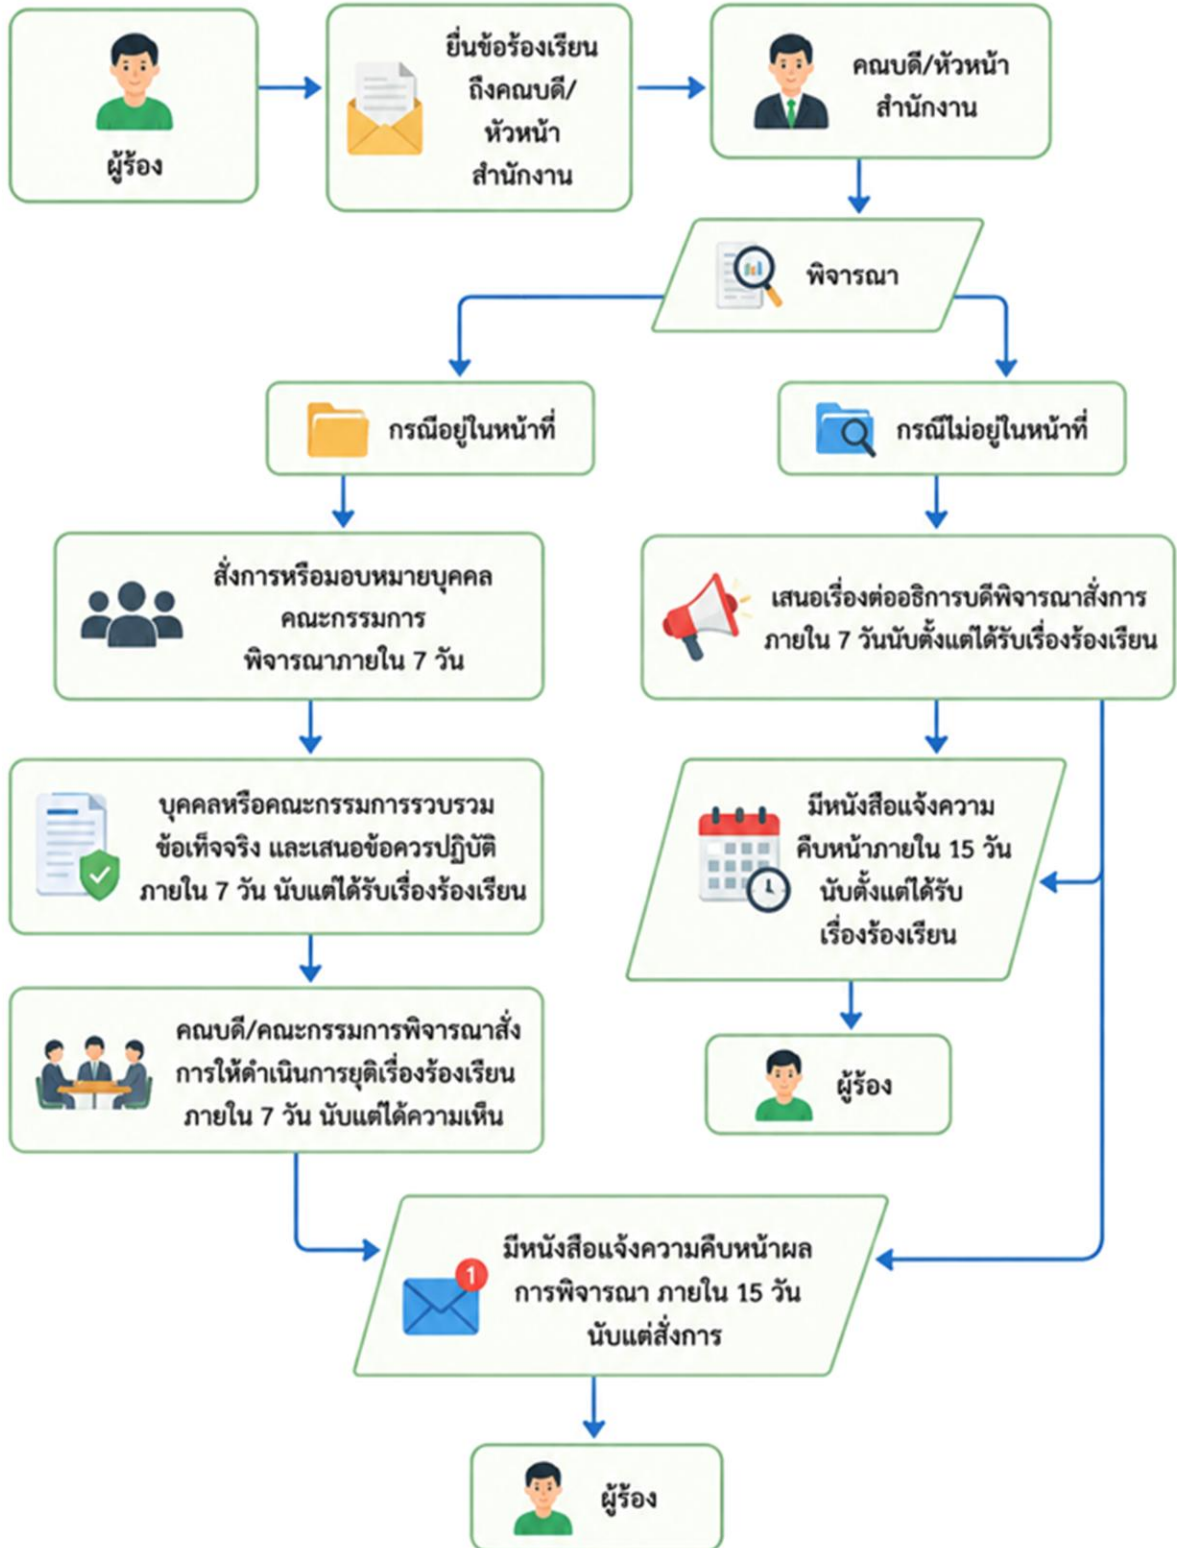 ผู้ร้อง
ยื่นข้อร้องเรียน
ถึงคณบดี/
หัวหน้า
สำนักงาน
คณบดี/หัวหน้า
สำนักงาน
พิจารณา
กรณีอยู่ในหน้าที่
กรณีไม่อยู่ในหน้าที่
สั่งการหรือมอบหมายบุคคล
คณะกรรมการ
พิจารณาภายใน 7 วัน
เสนอเรื่องต่ออธิการบดีพิจารณาสั่งการ
ภายใน 7 วันนับตั้งแต่ได้รับเรื่องร้องเรียน
บุคคลหรือคณะกรรมการรวบรวม
ข้อเท็จจริง และเสนอข้อควรปฏิบัติ
ภายใน 7 วัน นับแต่ได้รับเรื่องร้องเรียน
มีหนังสือแจ้งความ
คืบหน้าภายใน 15 วัน
นับตั้งแต่ได้รับ
เรื่องร้องเรียน
คณบดี/คณะกรรมการพิจารณาสั่ง
การให้ดำเนินการยุติเรื่องร้องเรียน
ภายใน 7 วัน นับแต่ได้ความเห็น
ผู้ร้อง
มีหนังสือแจ้งความคืบหน้าผล
การพิจารณา ภายใน 15 วัน
นับแต่สั่งการ
1
ผู้ร้อง